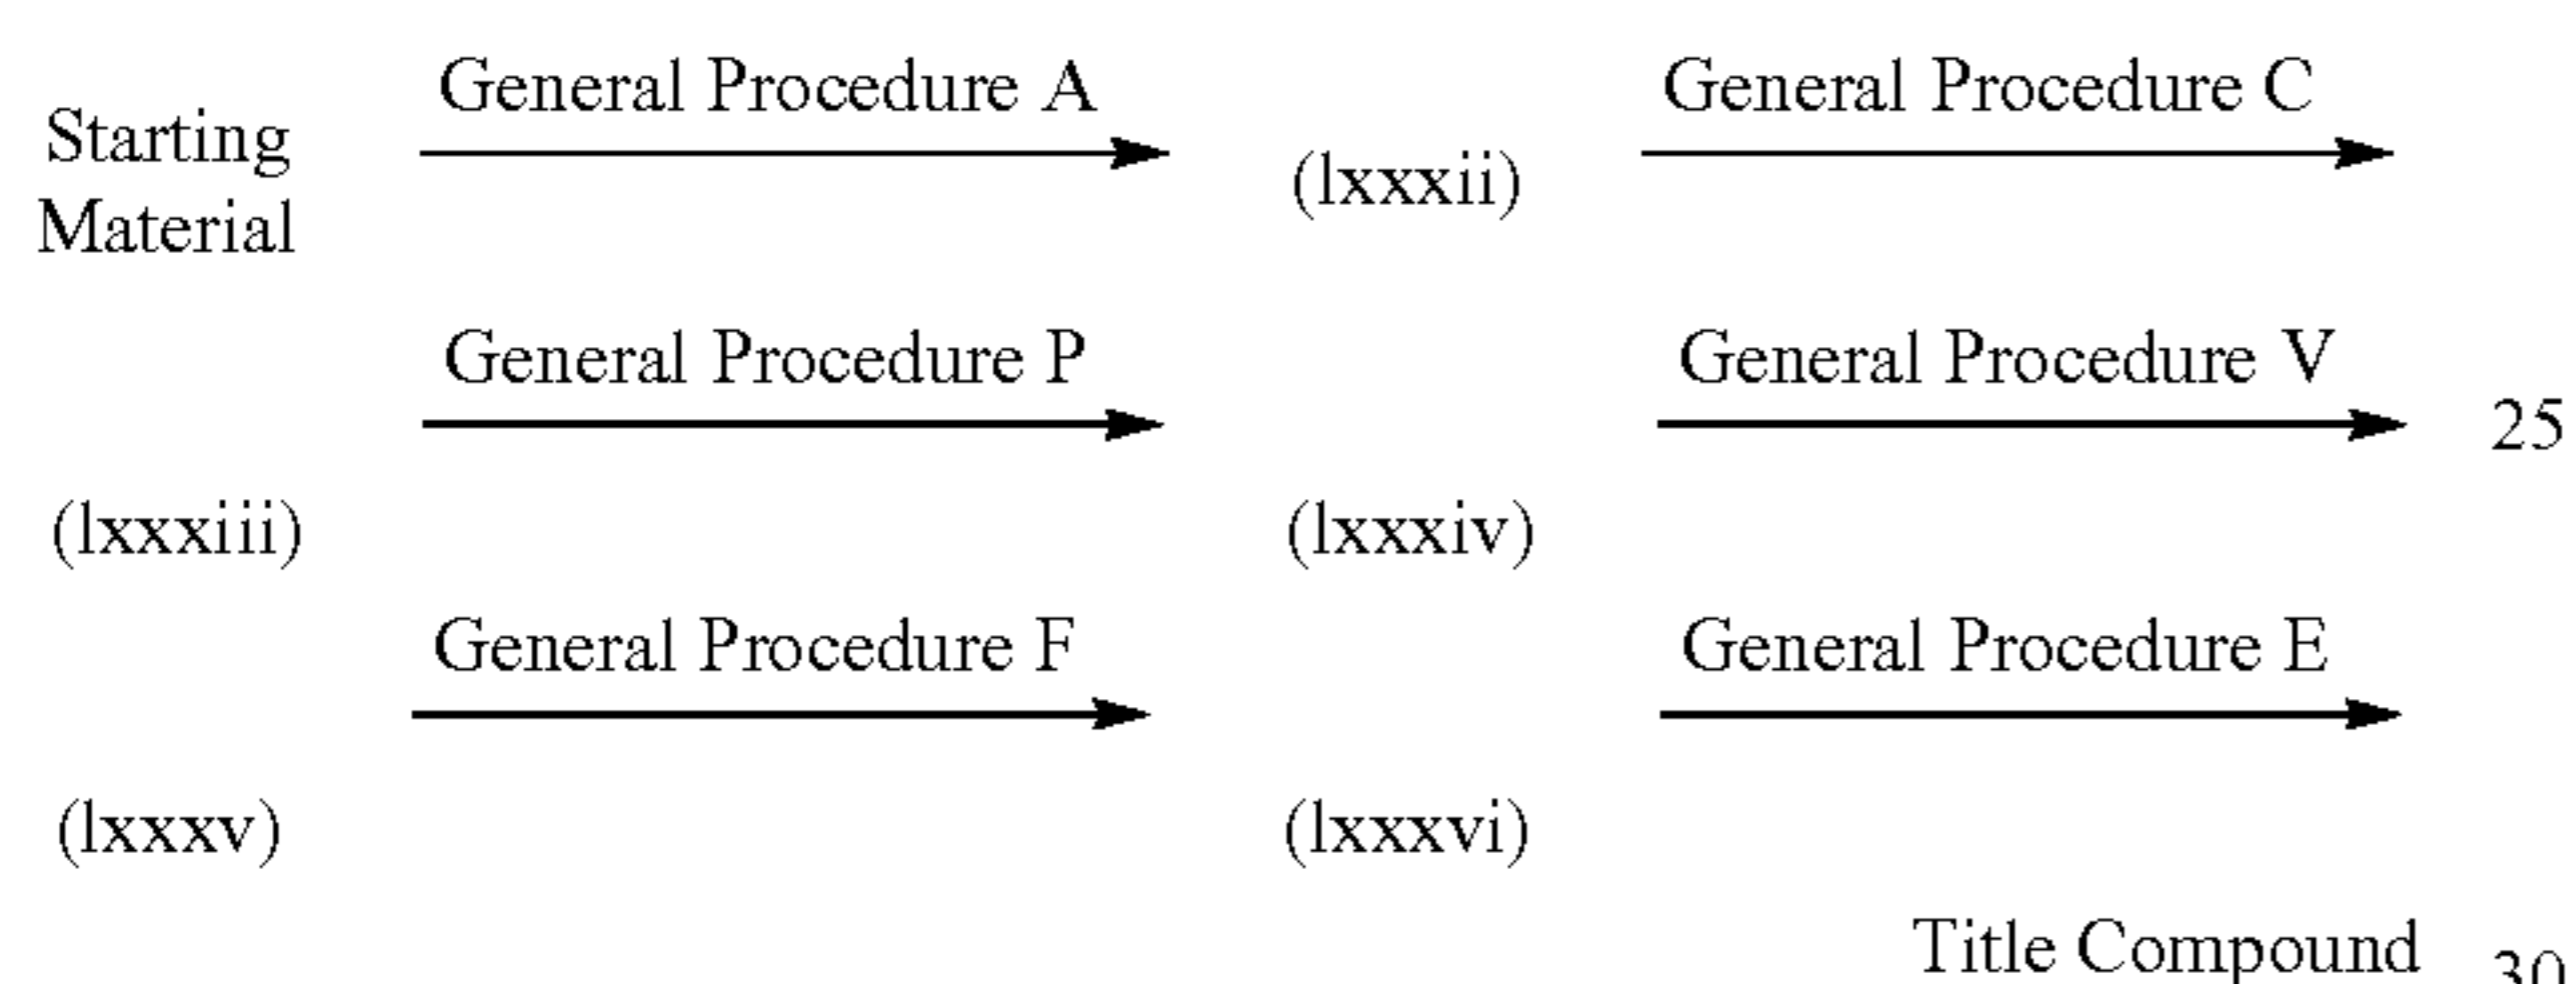 General Procedure A General Procedure C
Starting
Material
(lxxxii)
General Procedure P General Procedure V
25
(lxxxiii) (lxxxiv)
General Procedure F General Procedure E
(lxxxv) (lxxxvi)
Title Compound
30